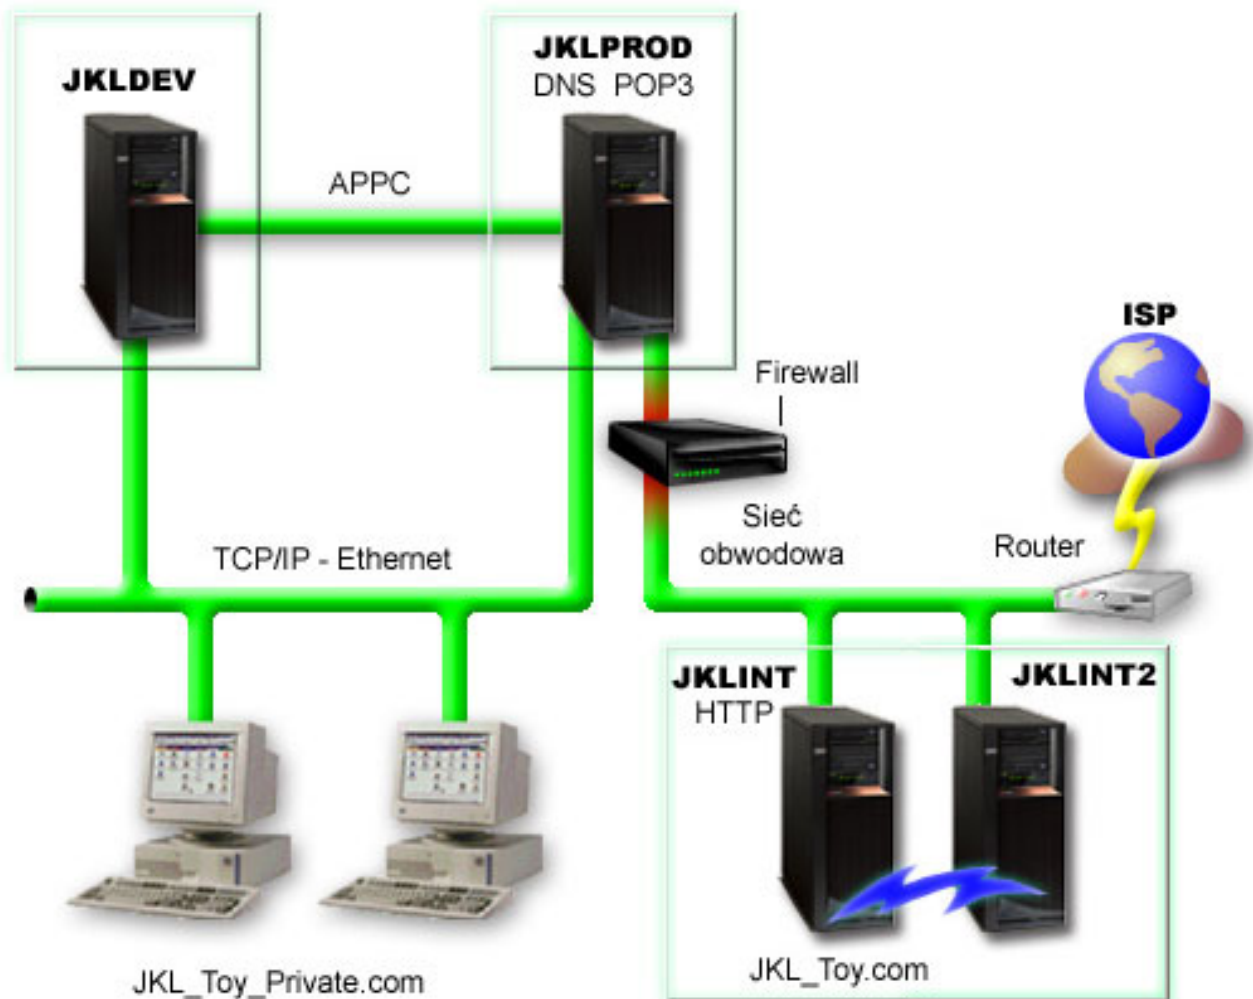 JKLDEV
JKLPROD
DNS POP3
APPC
ISP
Firewall
Sieć
obwodowa
Router
TCP/IP - Ethernet
JKLINT
HTTP
JKLINT2
JKL_Toy.com
JKL_Toy_Private.com